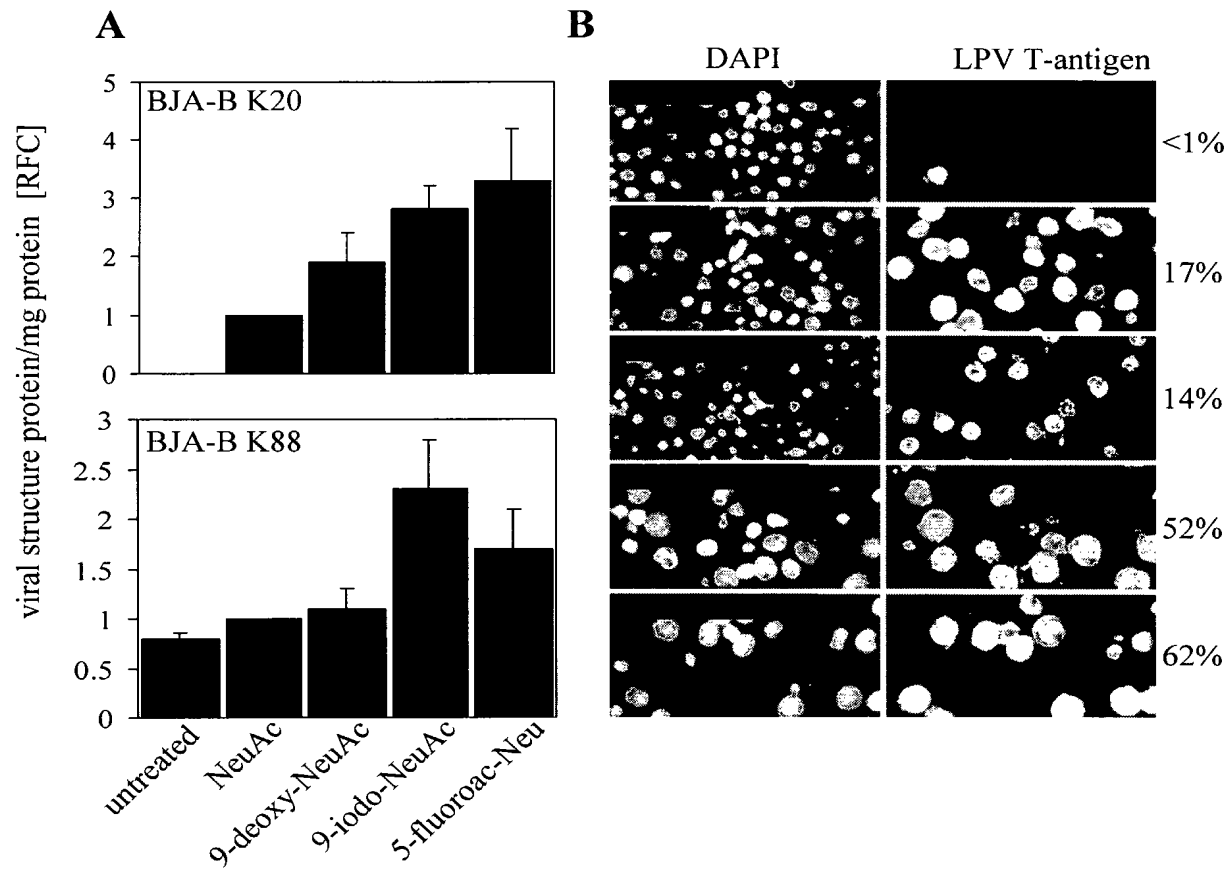 A
viral structure protein/mg protein [RFC]
BJA-B K20
5
4
3
2
1
0
BJA-B K88
3
2.5
2
1.5
1
0.5
0
untreated
NeuAc
9-deoxy-NeuAc
9-iodo-NeuAc
5-fluoroac-Neu
B
DAPI
LPV T-antigen
<1%
17%
14%
52%
62%